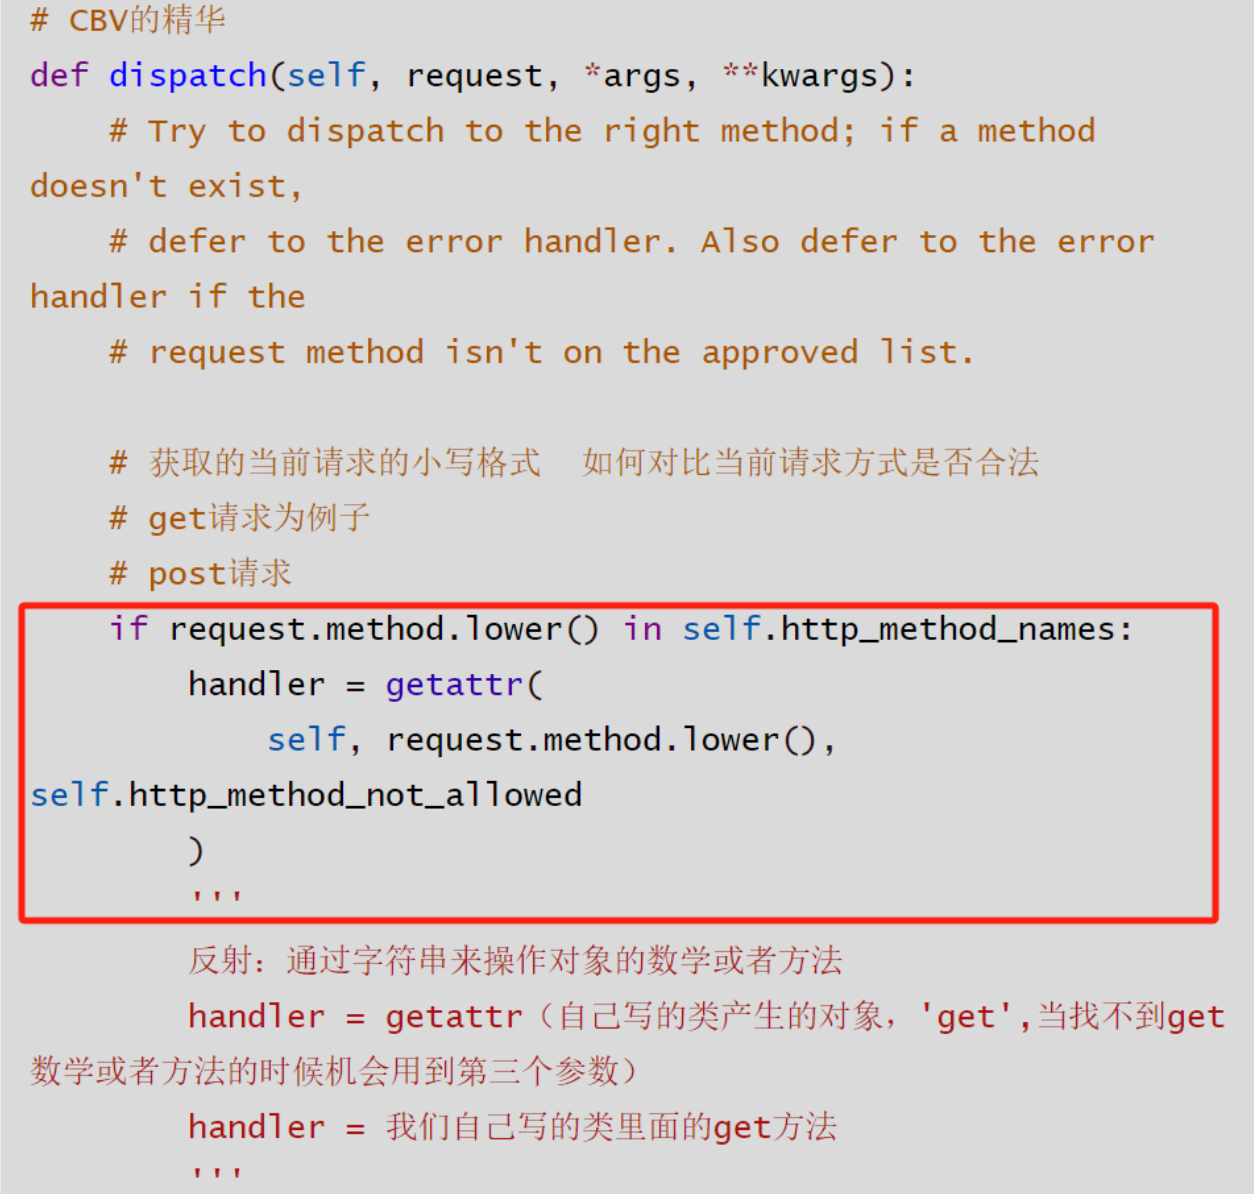 # CBV的精华
def dispatch(self, request, *args, **kwargs):
    # Try to dispatch to the right method; if a method
doesn't exist,
    # defer to the error handler. Also defer to the error
handler if the
    # request method isn't on the approved list.

    # 获取的当前请求的小写格式  如何对比当前请求方式是否合法
    # get请求为例子
    # post请求
    if request.method.lower() in self.http_method_names:
        handler = getattr(
            self, request.method.lower(),
self.http_method_not_allowed
        )
        '''
        反射：通过字符串来操作对象的数学或者方法
        handler = getattr（自己写的类产生的对象，'get',当找不到get
数学或者方法的时候机会用到第三个参数）
        handler = 我们自己写的类里面的get方法
        '''